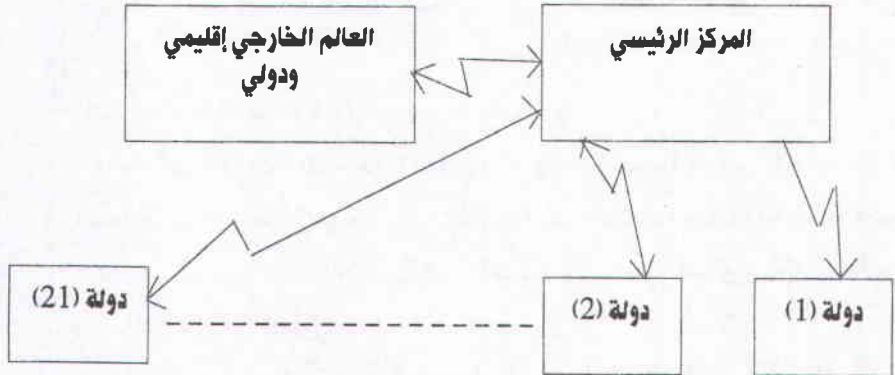 المركز الرئيسي
العالم الخارجي إقليمي
ودولي
دولة (1)
دولة (2)
دولة (21)